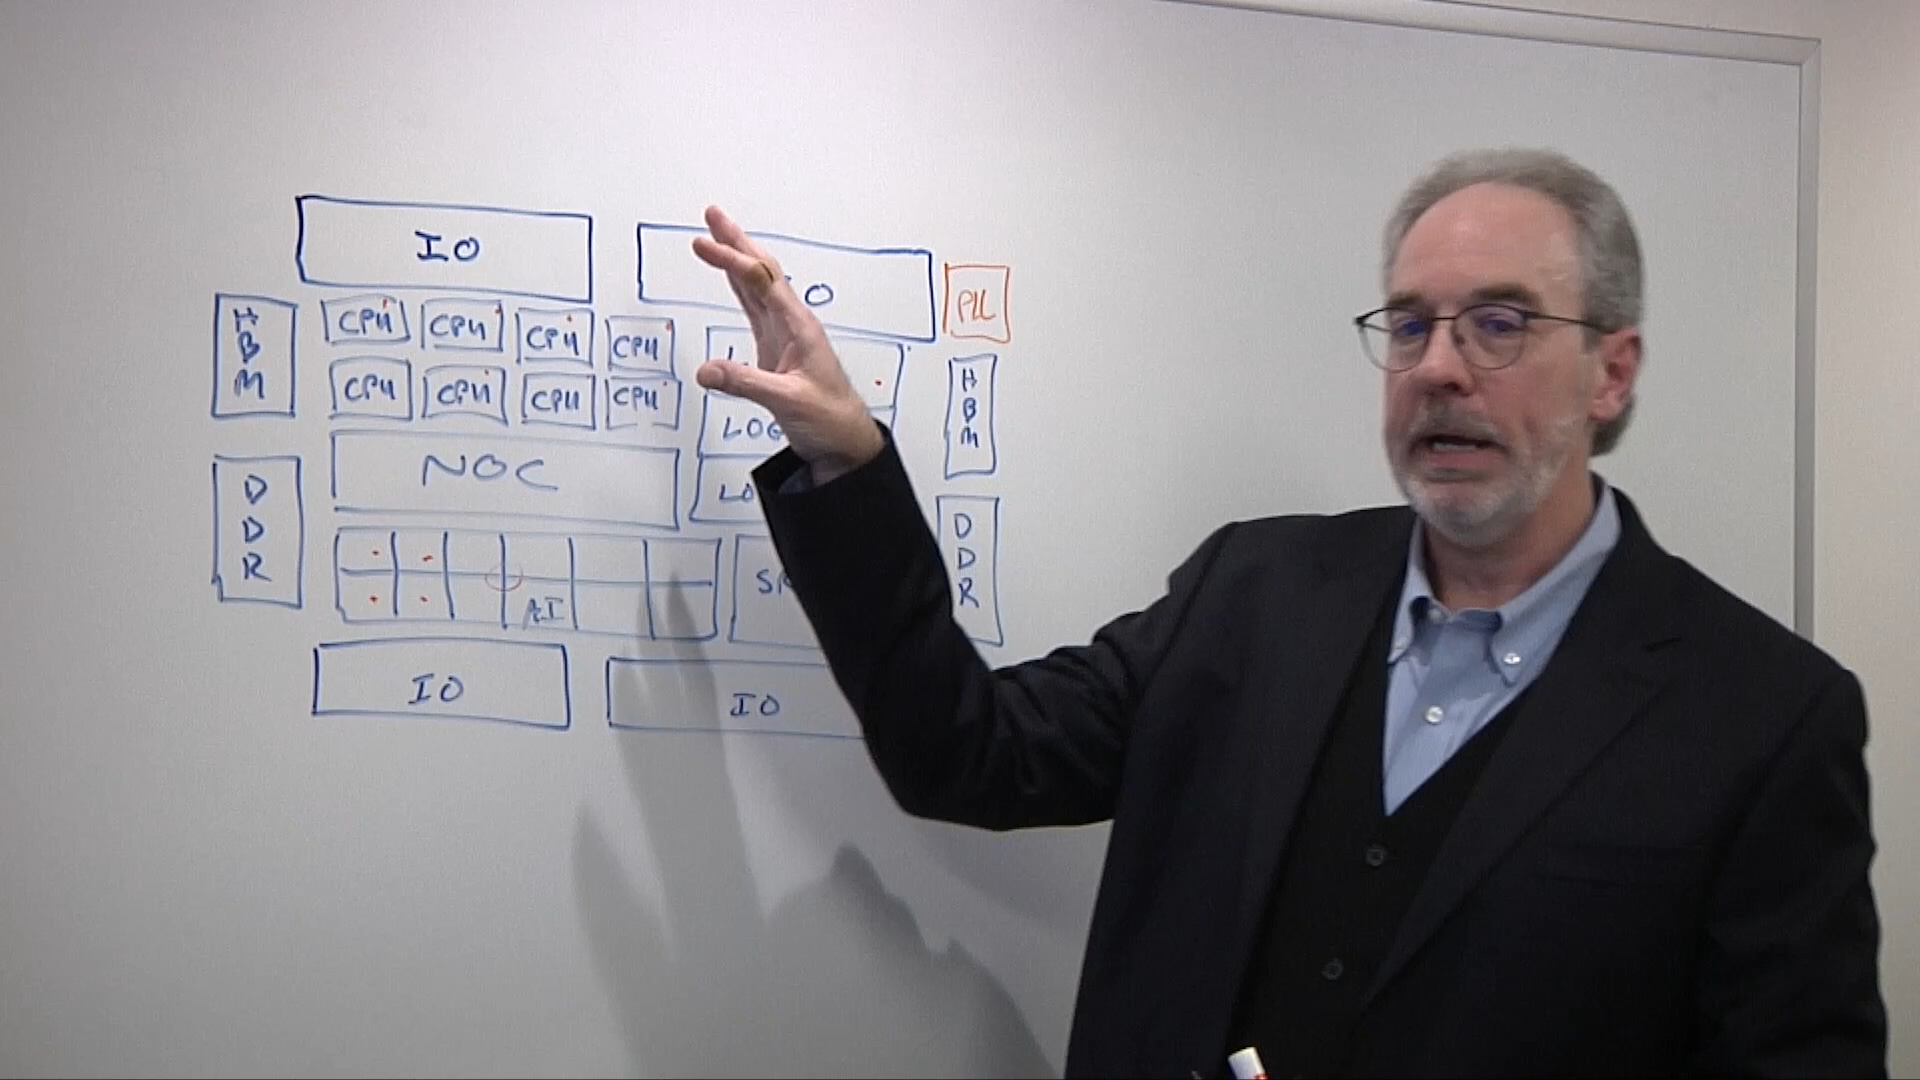 IO
PLL
HBM
CPU CPU CPU CPU
CPU CPU CPU CPU
HBM
NOC
DDR
DDR
AI
IO
IO